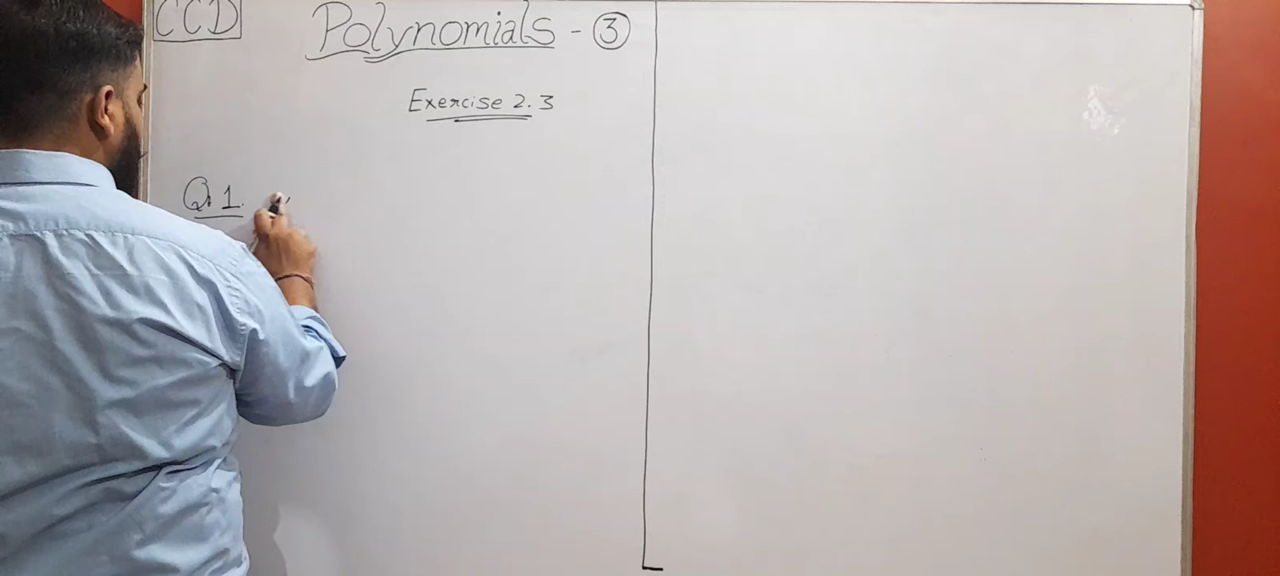 CCD
Polynomials - ③
Exercise 2.3
Q. 1.